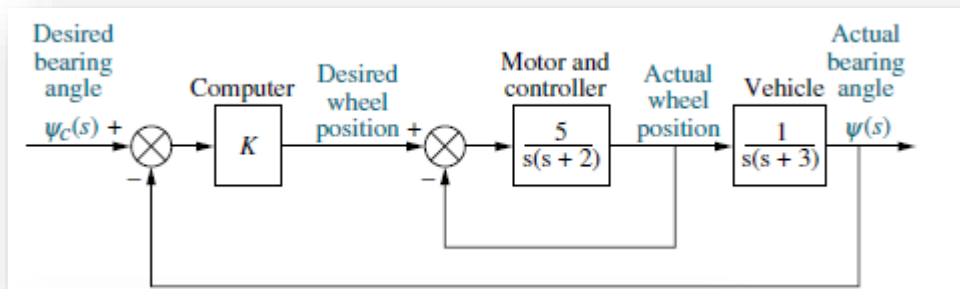 Desired
bearing
angle
ψC(s) +
−
Computer
K
Desired
wheel
position +
−
Motor and
controller
5
s(s + 2)
Actual
wheel
position
Vehicle
1
s(s + 3)
Actual
bearing
angle
ψ(s)